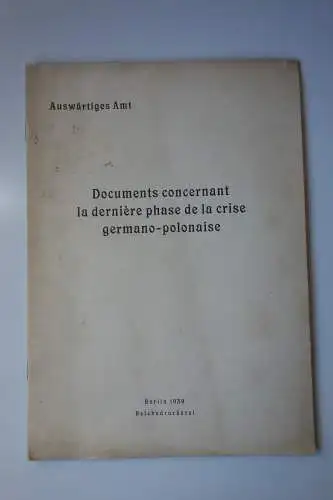 Auswärtiges Amt
Documents concernant
la dernière phase de la crise
germano-polonaise
Berlin 1939
Reichsdruckerei